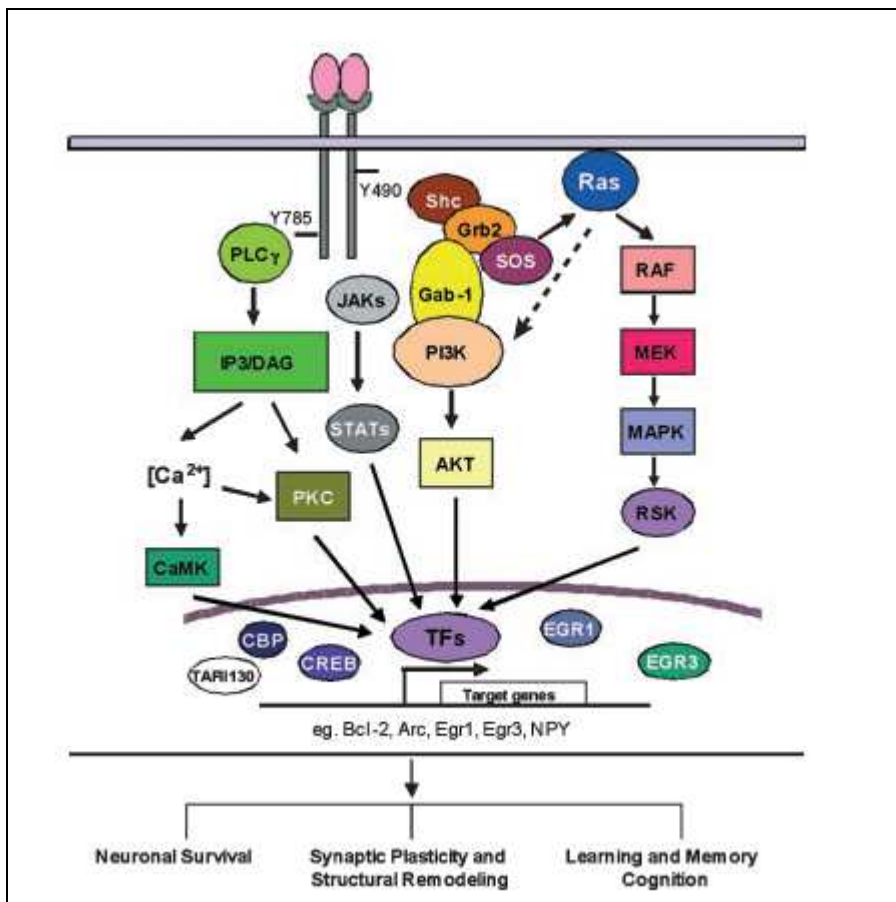 Y490
Y785
Shc
Ras
Grb2
PLCγ
SOS
RAF
JAKs
Gab-1
IP3/DAG
PI3K
MEK
STATs
MAPK
AKT
[Ca2+]
PKC
RSK
CaMK
TFs
EGR1
CBP
CREB
EGR3
TARI130
Target genes
eg. Bcl-2, Arc, Egr1, Egr3, NPY
Neuronal Survival
Synaptic Plasticity and
Structural Remodeling
Learning and Memory
Cognition